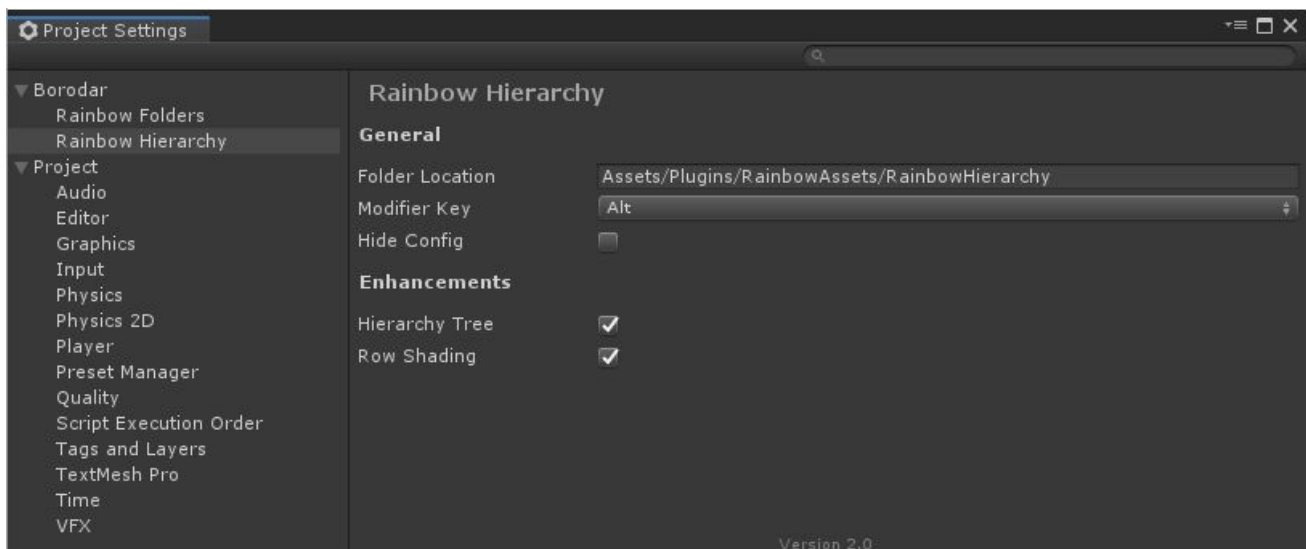 Project Settings
Borodar
Rainbow Folders
Rainbow Hierarchy
Project
Audio
Editor
Graphics
Input
Physics
Physics 2D
Player
Preset Manager
Quality
Script Execution Order
Tags and Layers
TextMesh Pro
Time
VFX
Rainbow Hierarchy
General
Folder Location Assets/Plugins/RainbowAssets/RainbowHierarchy
Modifier Key Alt
Hide Config
Enhancements
Hierarchy Tree
Row Shading
Version 2.0